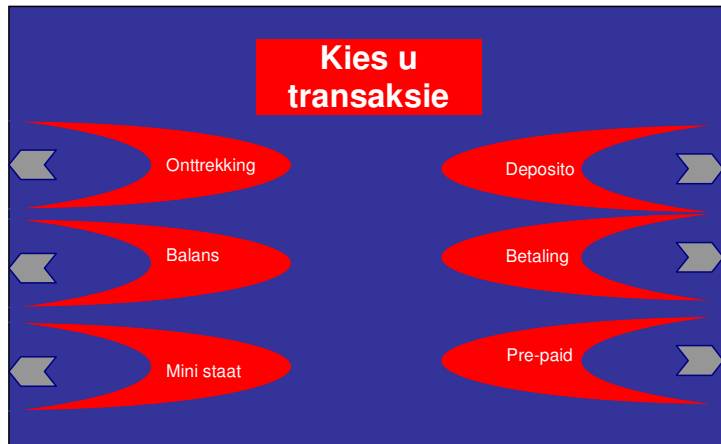 Kies u
transaksie
Onttrekking
Deposito
Balans
Betaling
Mini staat
Pre-paid